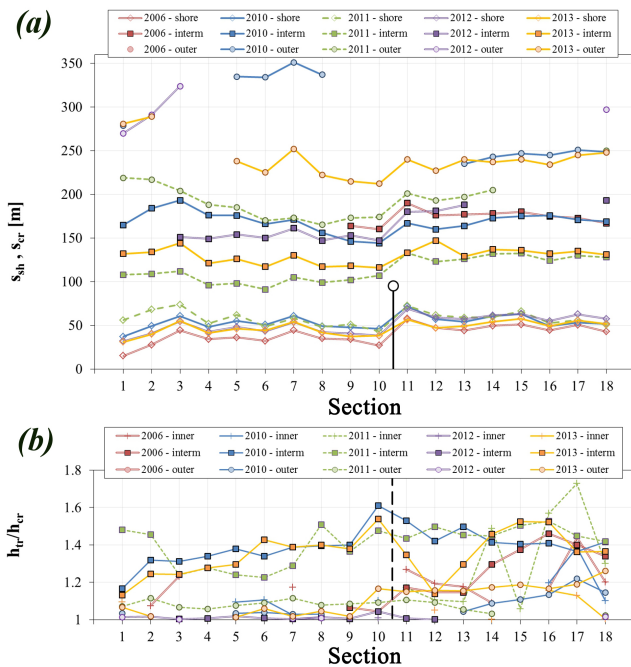 (a)
2006 - shore 2010 - shore 2011 - shore 2012 - shore 2013 - shore
2006 - interm 2010 - interm 2011 - interm 2012 - interm 2013 - interm
2006 - outer 2010 - outer 2011 - outer 2012 - outer 2013 - outer
s_sh , s_cr [m]
350
300
250
200
150
100
50
0
1 2 3 4 5 6 7 8 9 10 11 12 13 14 15 16 17 18
Section
(b)
2006 - inner 2010 - inner 2011 - inner 2012 - inner 2013 - inner
2006 - interm 2010 - interm 2011 - interm 2012 - interm 2013 - interm
2006 - outer 2010 - outer 2011 - outer 2012 - outer 2013 - outer
h_tr/h_cr
1.8
1.6
1.4
1.2
1
1 2 3 4 5 6 7 8 9 10 11 12 13 14 15 16 17 18
Section